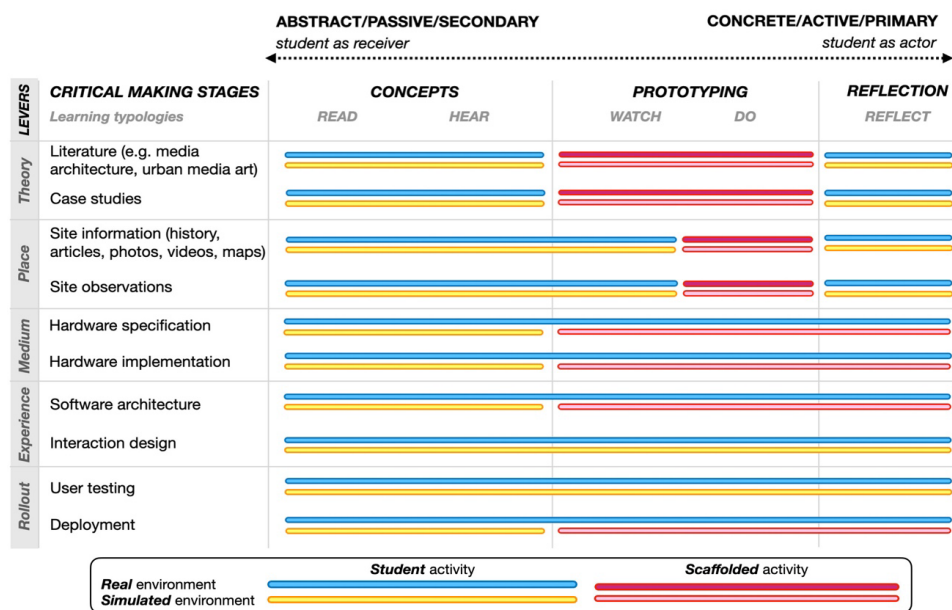 ABSTRACT/PASSIVE/SECONDARY
CONCRETE/ACTIVE/PRIMARY
student as receiver
student as actor
LEVERS
CRITICAL MAKING STAGES
CONCEPTS
PROTOTYPING
REFLECTION
Learning typologies
READ
HEAR
WATCH
DO
REFLECT
Theory
Literature (e.g. media
architecture, urban media art)
Case studies
Place
Site information (history,
articles, photos, videos, maps)
Site observations
Medium
Hardware specification
Hardware implementation
Experience
Software architecture
Interaction design
Rollout
User testing
Deployment
Student activity
Scaffolded activity
Real environment
Simulated environment